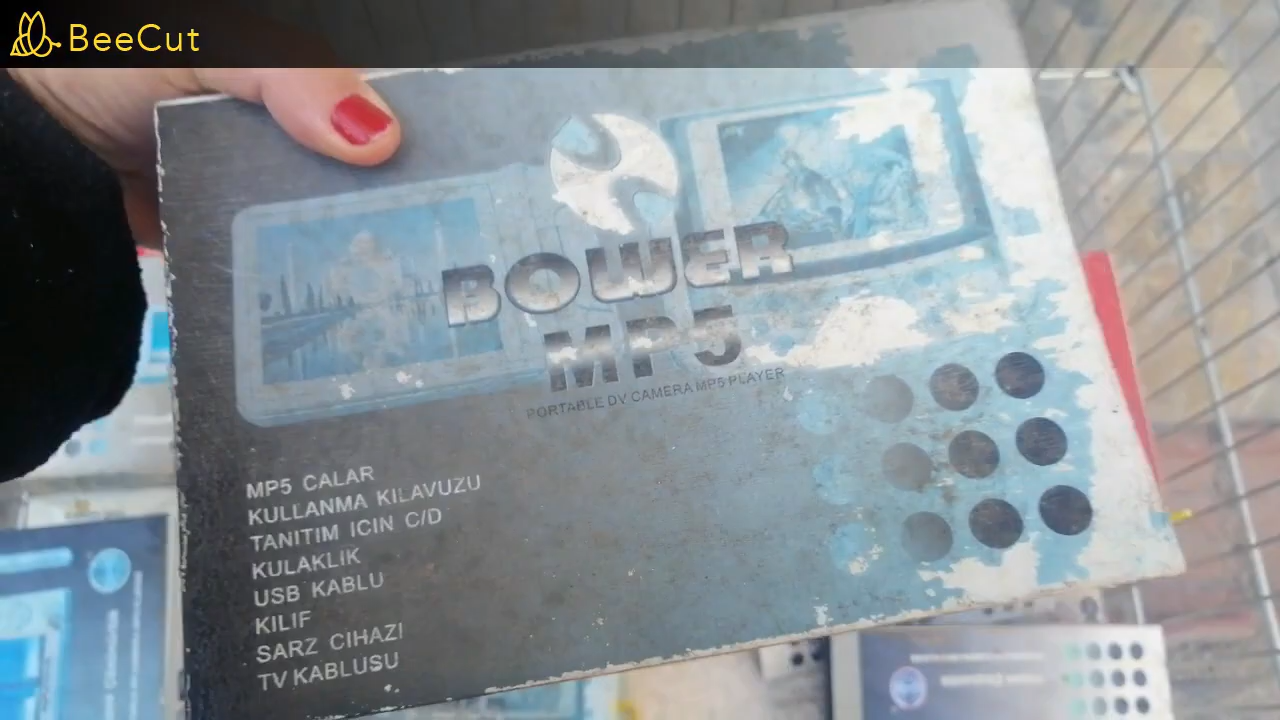 BeeCut
BOWER
MP5
PORTABLE DV CAMERA MP5 PLAYER
MP5 CALAR
KULLANMA KILAVUZU
TANITIM ICIN C/D
KULAKLIK
USB KABLU
KILIF
SARZ CIHAZI
TV KABLUSU